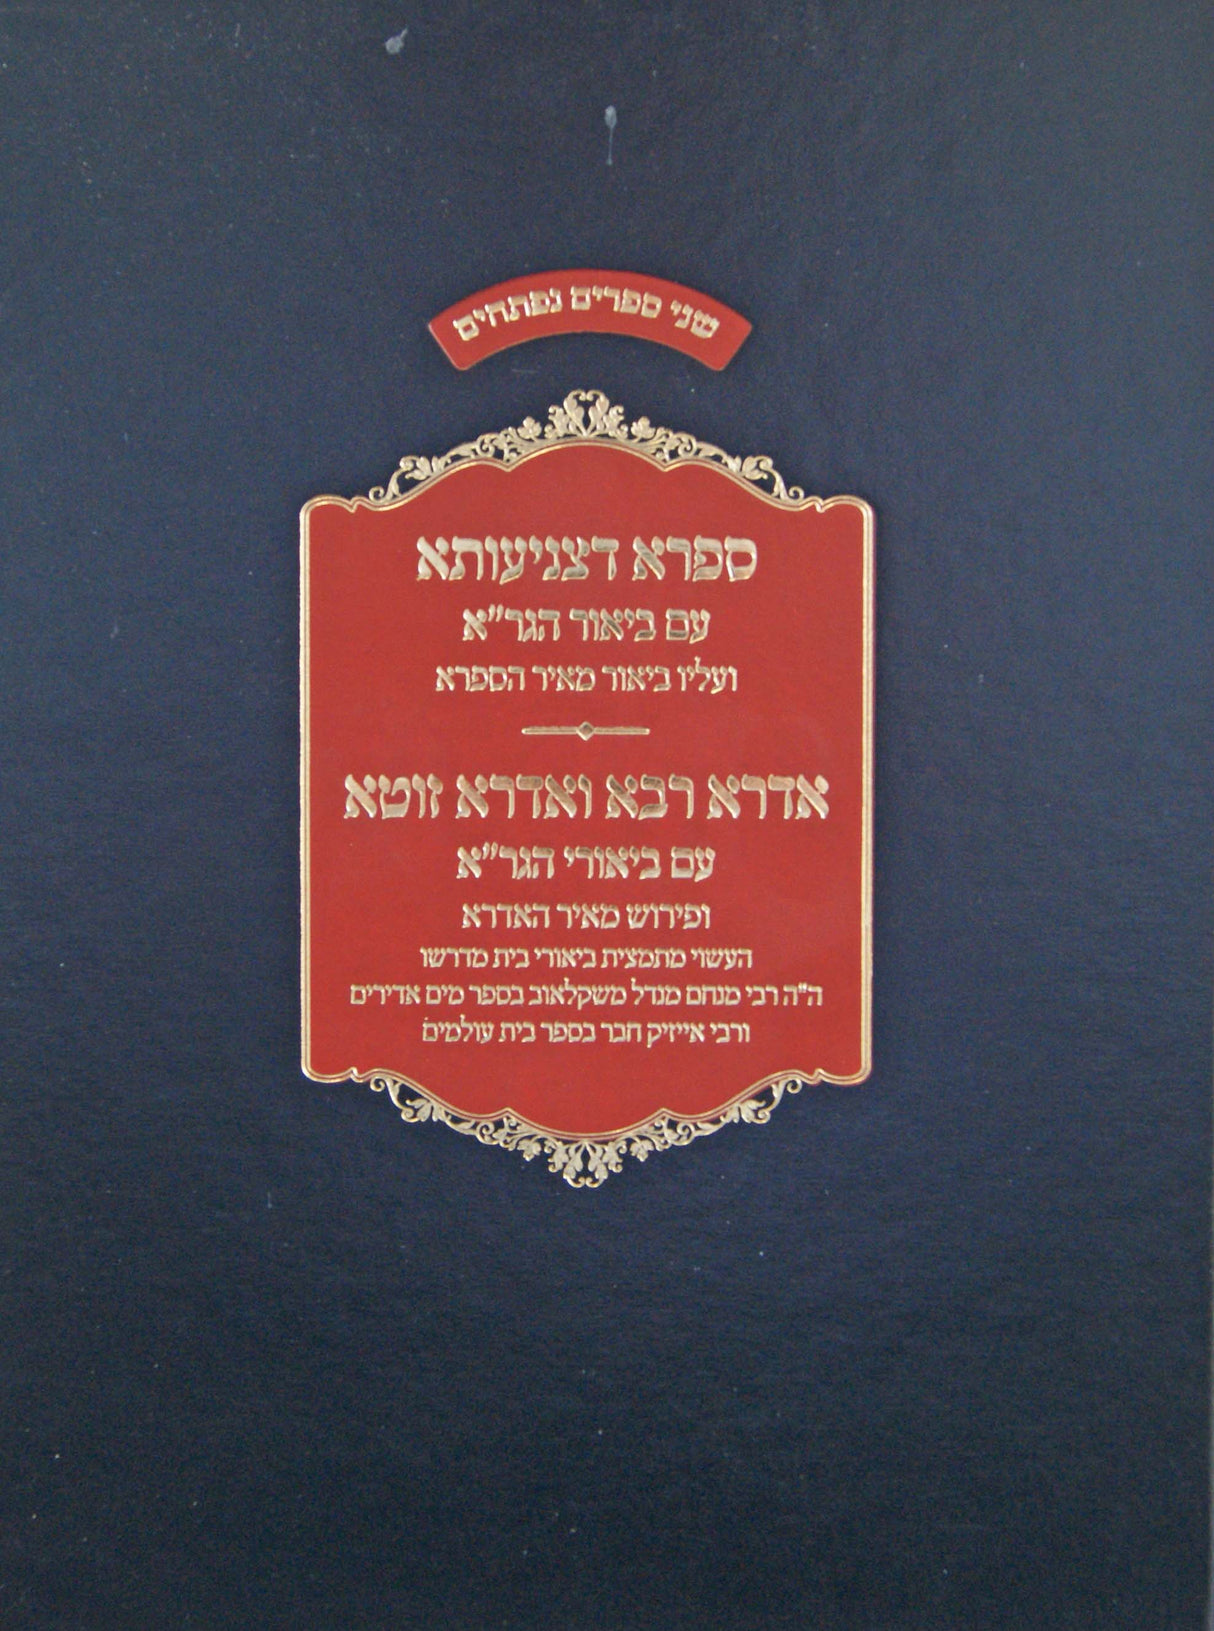 שני ספרים נפתחים
ספרא דצניעותא
עם ביאור הגר״א
ועליו ביאור מאיר הספרא
אדרא רבא ואדרא זוטא
עם ביאורי הגר״א
ופירוש מאיר האדרא
העשוי מתמצית ביאורי בית מדרשו
ה״ה רבי מנחם מנדל משקלאוב בספר מים אדירים
ורבי אייזיק חבר בספר בית עולמים